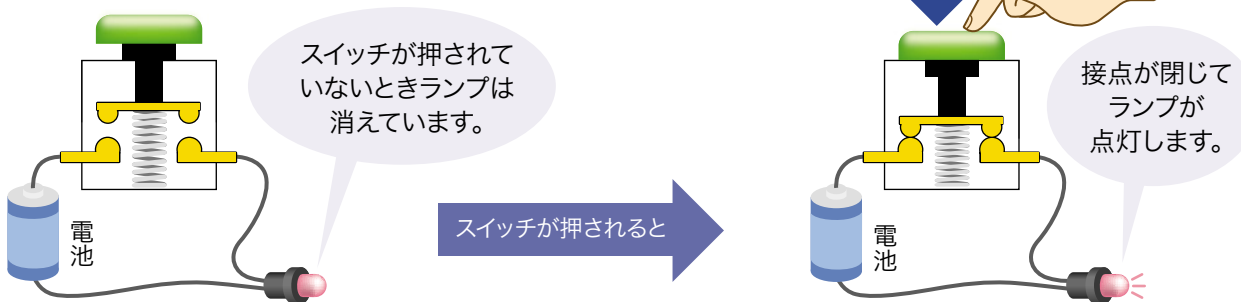 スイッチが押されて
いないときランプは
消えています。
電池
スイッチが押されると
接点が閉じて
ランプが
点灯します。
電池